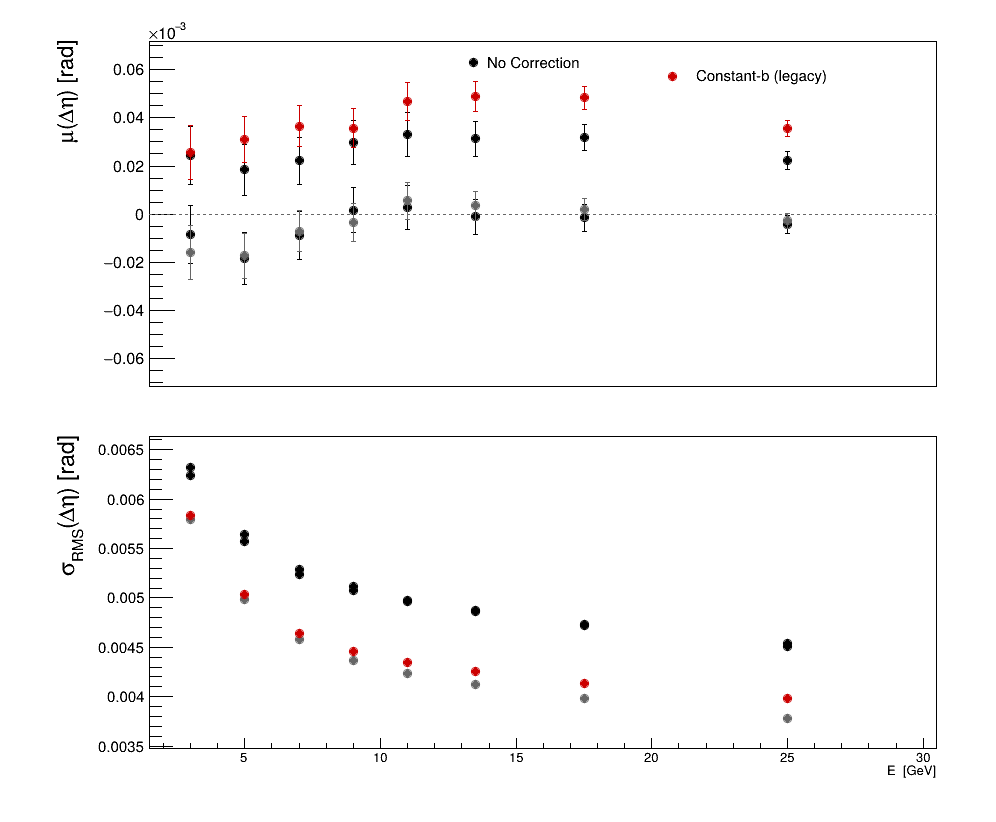 ×10⁻³
μ(Δη) [rad]
No Correction
Constant-b (legacy)
0.06
0.04
0.02
0
−0.02
−0.04
−0.06
σRMS(Δη) [rad]
0.0065
0.006
0.0055
0.005
0.0045
0.004
0.0035
5 10 15 20 25 30
E [GeV]